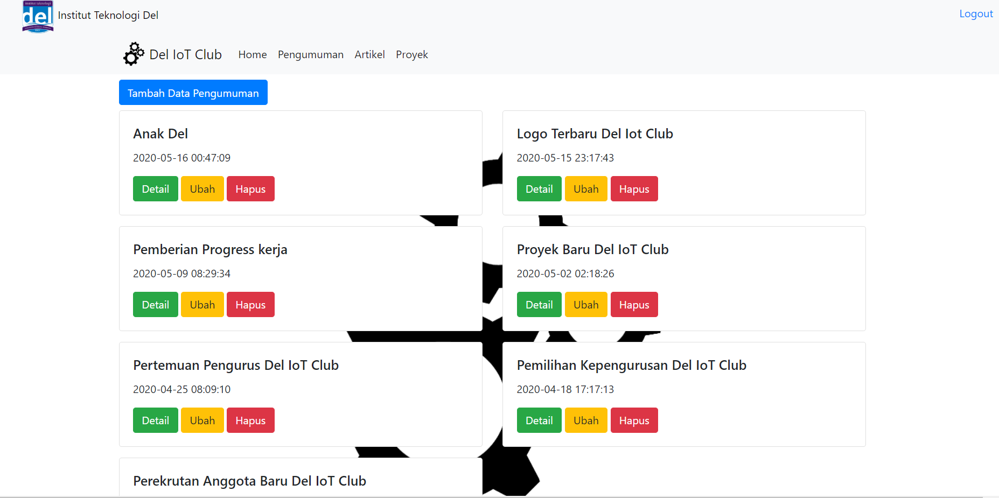 institut teknologi
del
Institut Teknologi Del
Logout
Del IoT Club
Home
Pengumuman
Artikel
Proyek
Tambah Data Pengumuman
Anak Del
2020-05-16 00:47:09
Detail
Ubah
Hapus
Logo Terbaru Del Iot Club
2020-05-15 23:17:43
Detail
Ubah
Hapus
Pemberian Progress kerja
2020-05-09 08:29:34
Detail
Ubah
Hapus
Proyek Baru Del IoT Club
2020-05-02 02:18:26
Detail
Ubah
Hapus
Pertemuan Pengurus Del IoT Club
2020-04-25 08:09:10
Detail
Ubah
Hapus
Pemilihan Kepengurusan Del IoT Club
2020-04-18 17:17:13
Detail
Ubah
Hapus
Perekrutan Anggota Baru Del IoT Club